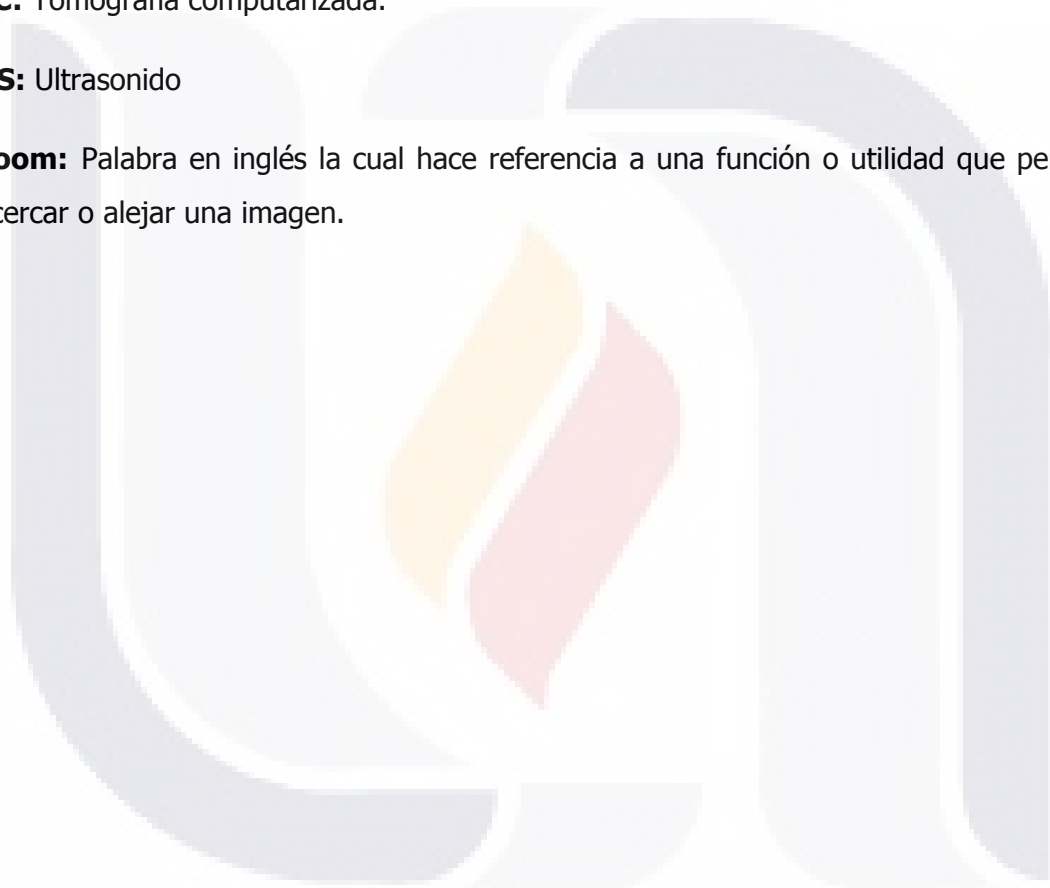 C: Tomografía computarizada.
S: Ultrasonido
oom: Palabra en inglés la cual hace referencia a una función o utilidad que pe
cercar o alejar una imagen.